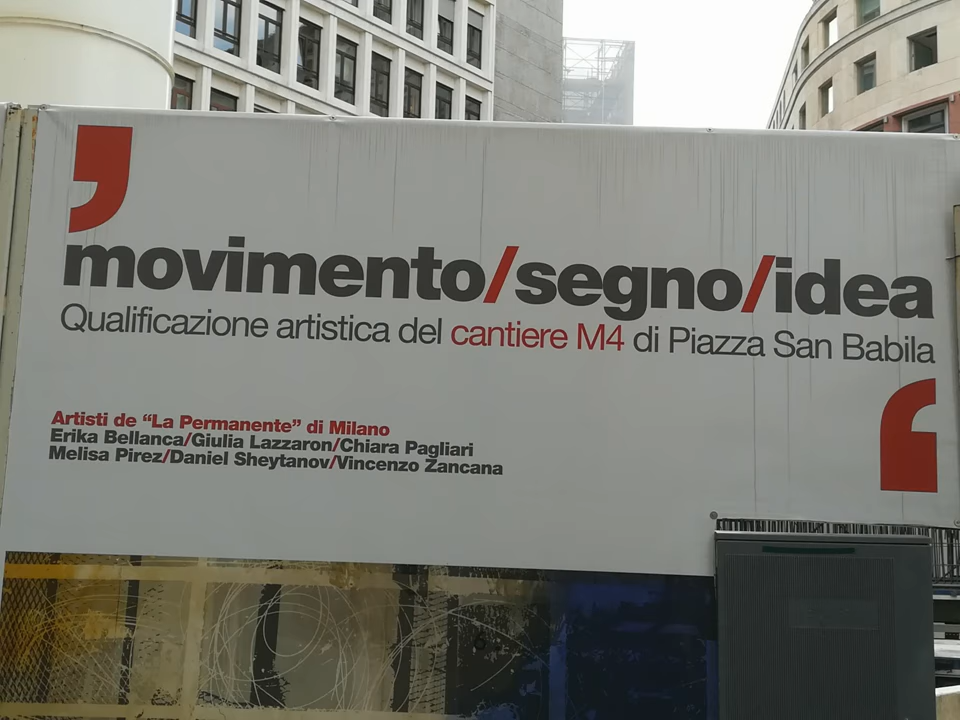 movimento/segno/idea
Qualificazione artistica del cantiere M4 di Piazza San Babila
Artisti de “La Permanente” di Milano
Erika Bellanca/Giulia Lazzaron/Chiara Pagliari
Melisa Pirez/Daniel Sheytanov/Vincenzo Zancana